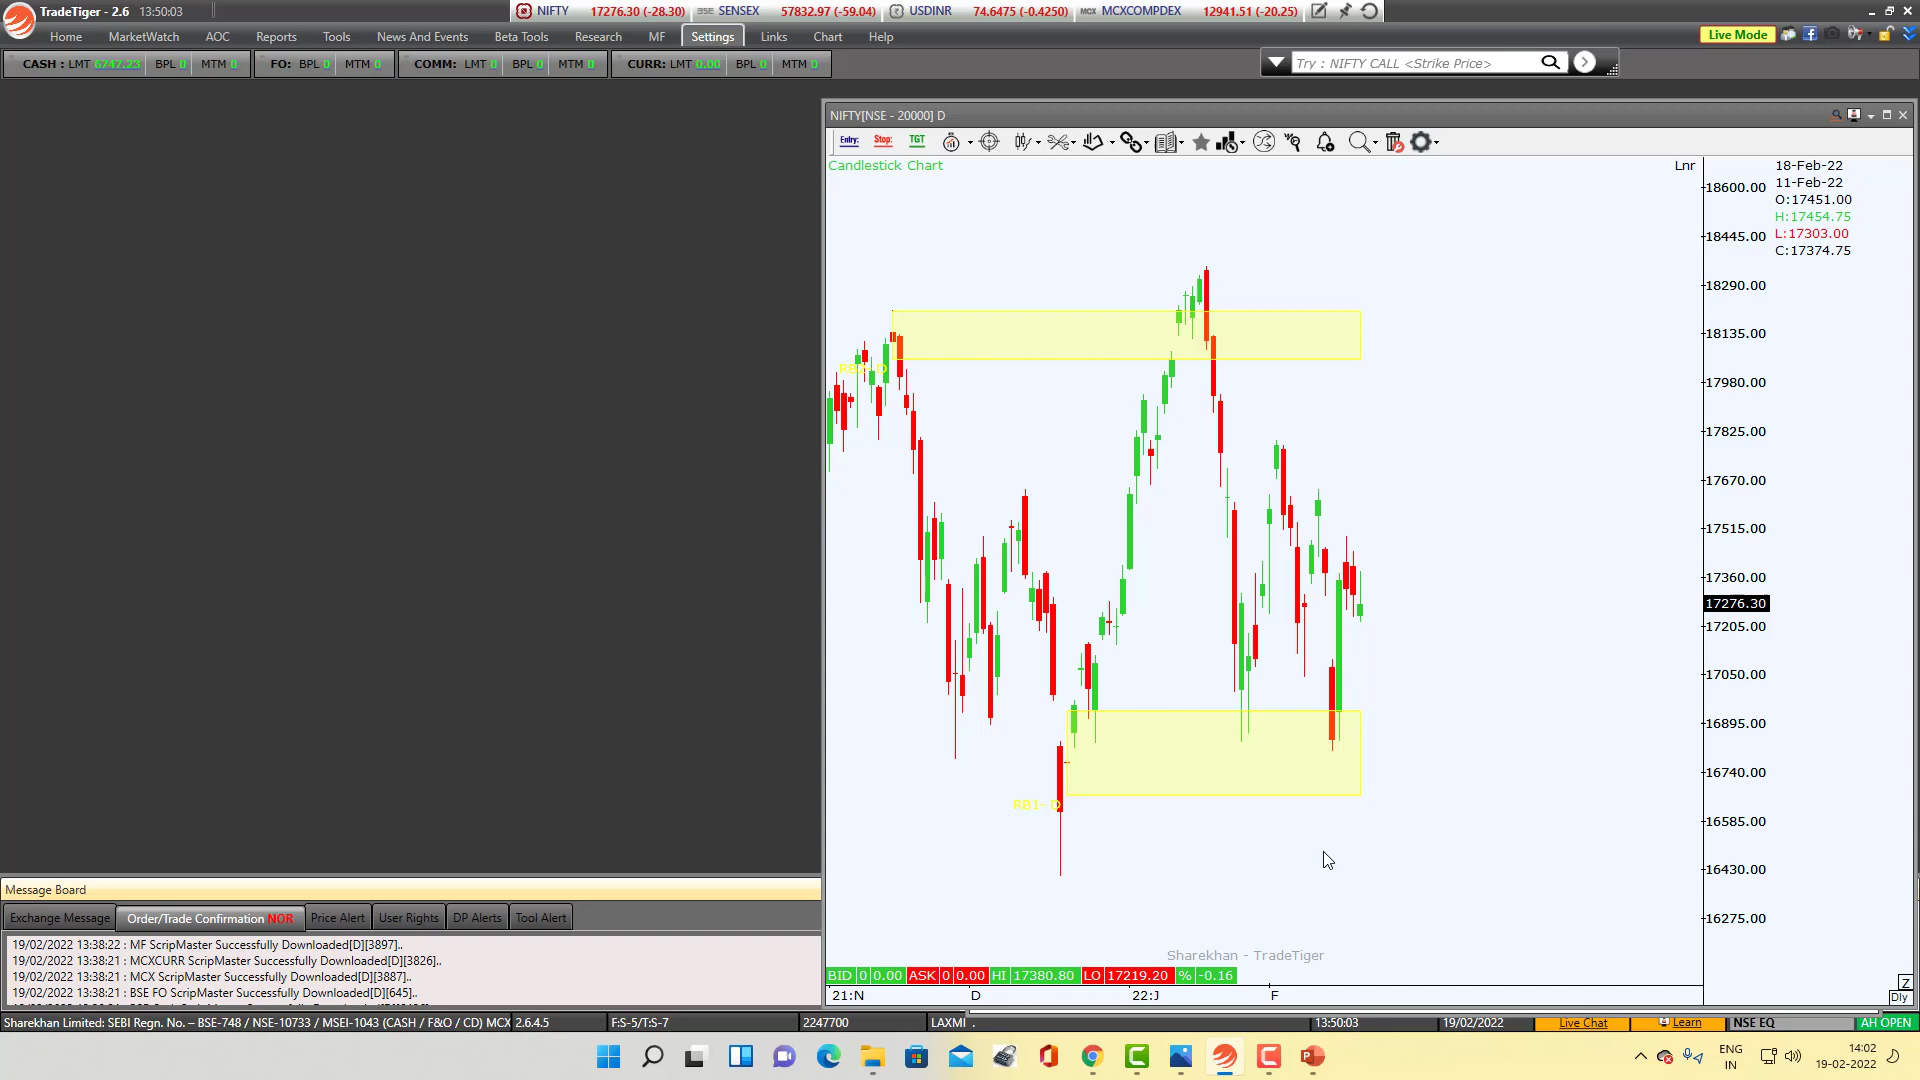 TradeTiger - 2.6 13:50:03
NIFTY 17276.30 (-28.30) BSE SENSEX 57832.97 (-59.04) USDINR 74.6475 (-0.4250) MCX MCXCOMPDEX 12941.51 (-20.25)
Home MarketWatch AOC Reports Tools News And Events Beta Tools Research MF Settings Links Chart Help
Live Mode
CASH : LMT 6747.23 BPL 0 MTM 0 FO: BPL 0 MTM 0 COMM: LMT 0 BPL 0 MTM 0 CURR: LMT 0.00 BPL 0 MTM 0
Try : NIFTY CALL <Strike Price>
NIFTY[NSE - 20000] D
Entry: Stop: TGT
Candlestick Chart
Lnr
18-Feb-22
11-Feb-22
O:17451.00
H:17454.75
L:17303.00
C:17374.75
18600.00
18445.00
18290.00
18135.00
17980.00
17825.00
17670.00
17515.00
17360.00
17276.30
17205.00
17050.00
16895.00
16740.00
16585.00
16430.00
16275.00
RB1- D
Sharekhan - TradeTiger
BID 0 0.00 ASK 0 0.00 HI 17380.80 LO 17219.20 % -0.16
21:N D 22:J F
Z
Dly
Message Board
Exchange Message Order/Trade Confirmation NOR Price Alert User Rights DP Alerts Tool Alert
19/02/2022 13:38:22 : MF ScripMaster Successfully Downloaded[D][3897]..
19/02/2022 13:38:21 : MCXCURR ScripMaster Successfully Downloaded[D][3826]..
19/02/2022 13:38:21 : MCX ScripMaster Successfully Downloaded[D][3887]..
19/02/2022 13:38:21 : BSE FO ScripMaster Successfully Downloaded[D][645]..
Sharekhan Limited: SEBI Regn. No. – BSE-748 / NSE-10733 / MSEI-1043 (CASH / F&O / CD) MCX 2.6.4.5 F:S-5/T:S-7 2247700 LAXMI . 13:50:03 19/02/2022 Live Chat Learn NSE EQ AH OPEN
ENG
IN
14:02
19-02-2022